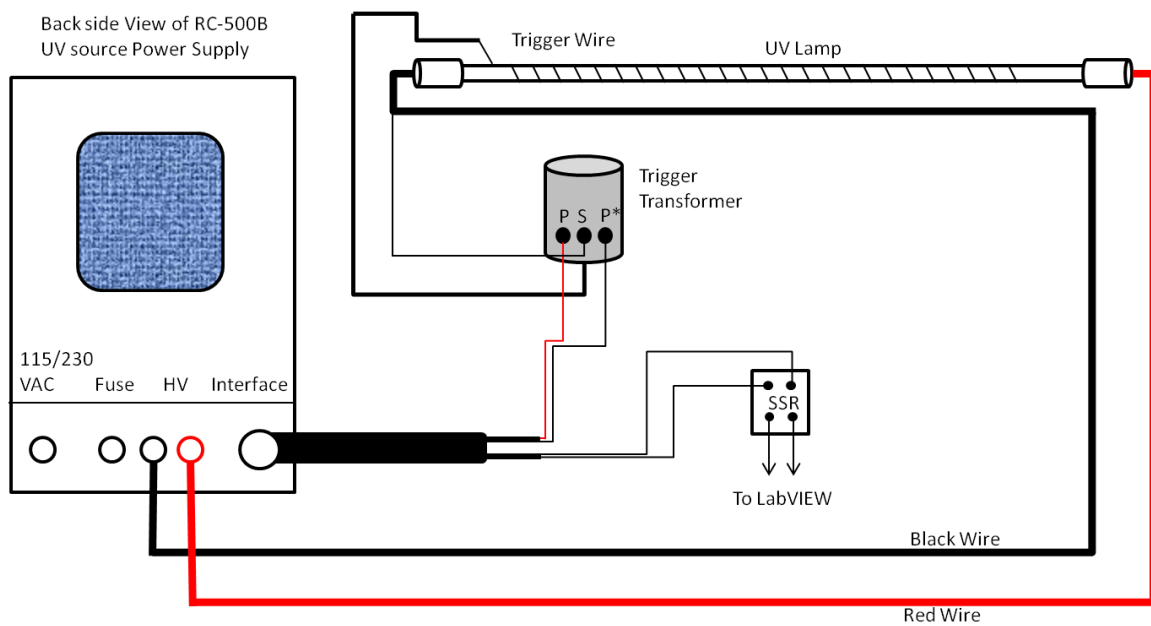 Back side View of RC-500B
UV source Power Supply
Trigger Wire
UV Lamp
Trigger
Transformer
P S P*
115/230
VAC Fuse HV Interface
SSR
To LabVIEW
Black Wire
Red Wire